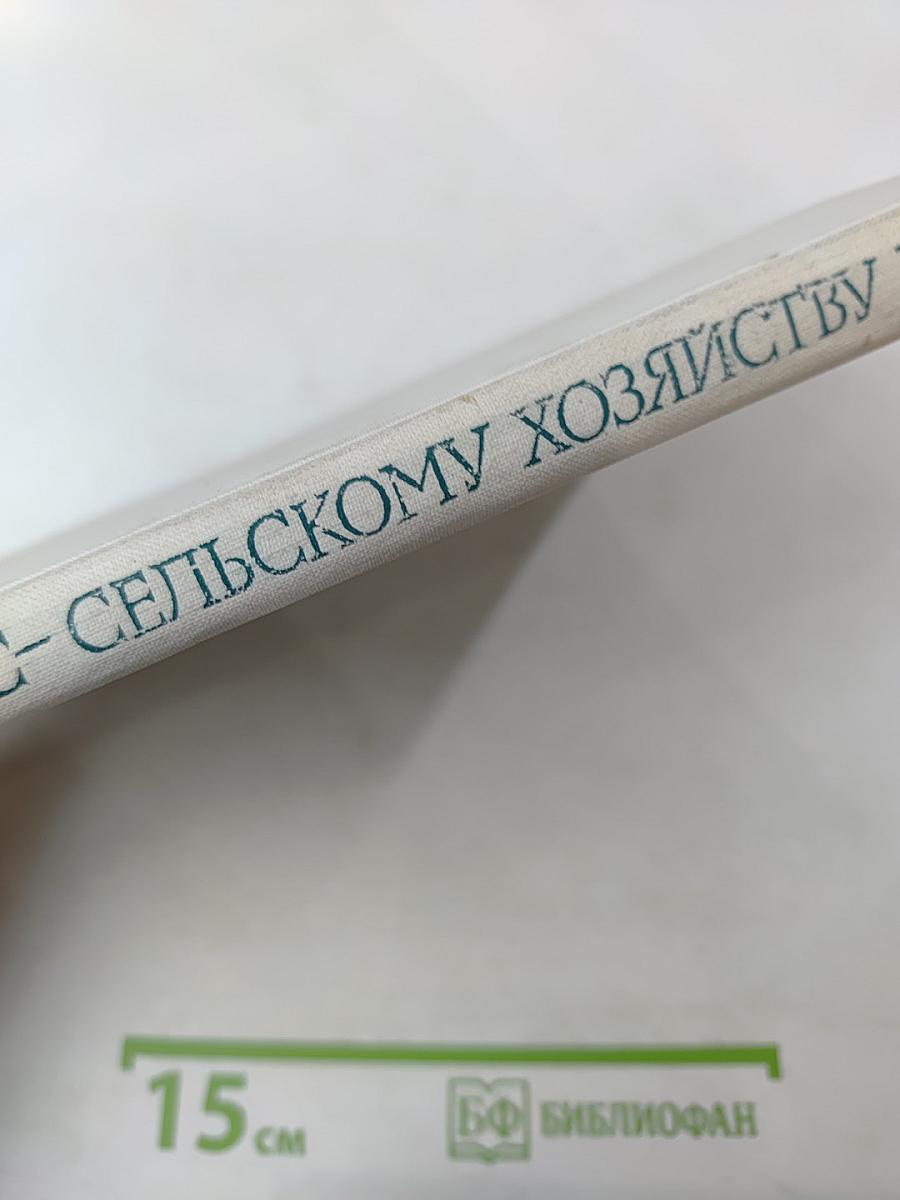 С – СЕЛЬСКОМУ ХОЗЯЙСТВУ
15 см
БФ БИБЛИОФАН